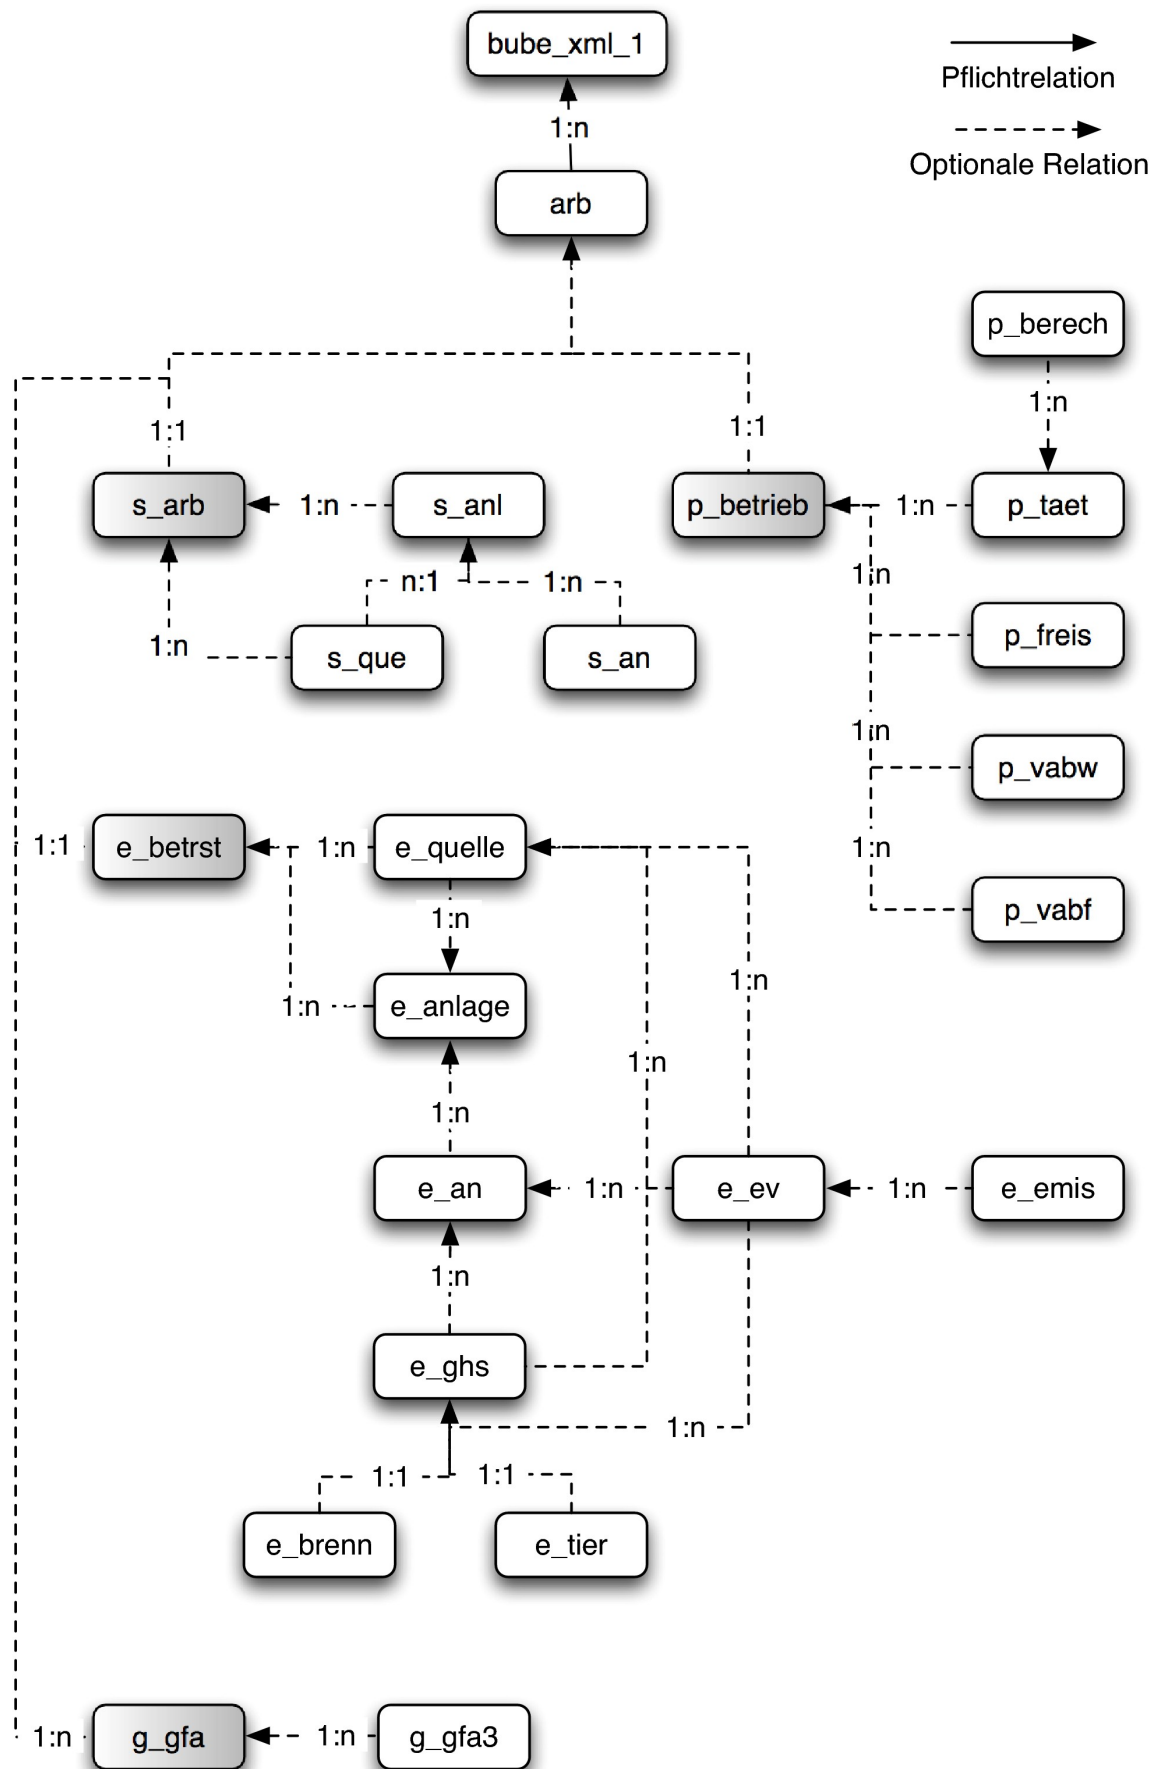 bube_xml_1
Pflichtrelation
1:n
Optionale Relation
arb
p_berech
1:n
1:1
1:1
s_arb
1:n
s_anl
p_betrieb
1:n
p_taet
n:1
1:n
1:n
1:n
s_que
s_an
p_freis
1:n
p_vabw
1:1
e_betrst
1:n
e_quelle
1:n
1:n
p_vabf
1:n
1:n
e_anlage
1:n
1:n
e_an
1:n
e_ev
1:n
e_emis
1:n
e_ghs
1:n
1:1
1:1
e_brenn
e_tier
1:n
g_gfa
1:n
g_gfa3